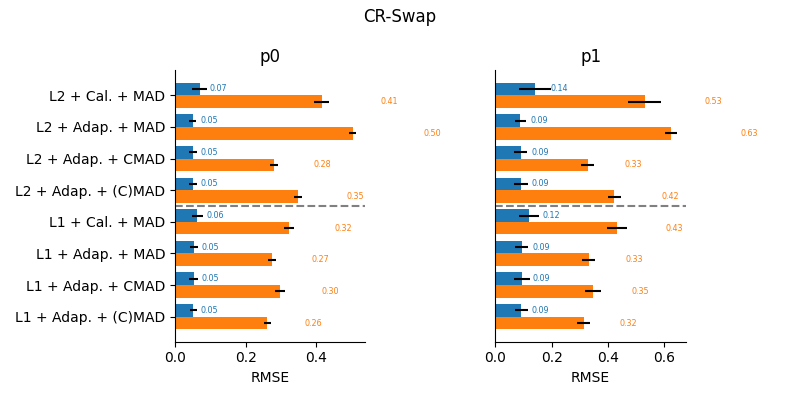 CR-Swap
p0
p1
L2 + Cal. + MAD
0.07
0.41
0.14
0.53
L2 + Adap. + MAD
0.05
0.50
0.09
0.63
L2 + Adap. + CMAD
0.05
0.28
0.09
0.33
L2 + Adap. + (C)MAD
0.05
0.35
0.09
0.42
L1 + Cal. + MAD
0.06
0.32
0.12
0.43
L1 + Adap. + MAD
0.05
0.27
0.09
0.33
L1 + Adap. + CMAD
0.05
0.30
0.09
0.35
L1 + Adap. + (C)MAD
0.05
0.26
0.09
0.32
0.0 0.2 0.4
0.0 0.2 0.4 0.6
RMSE
RMSE